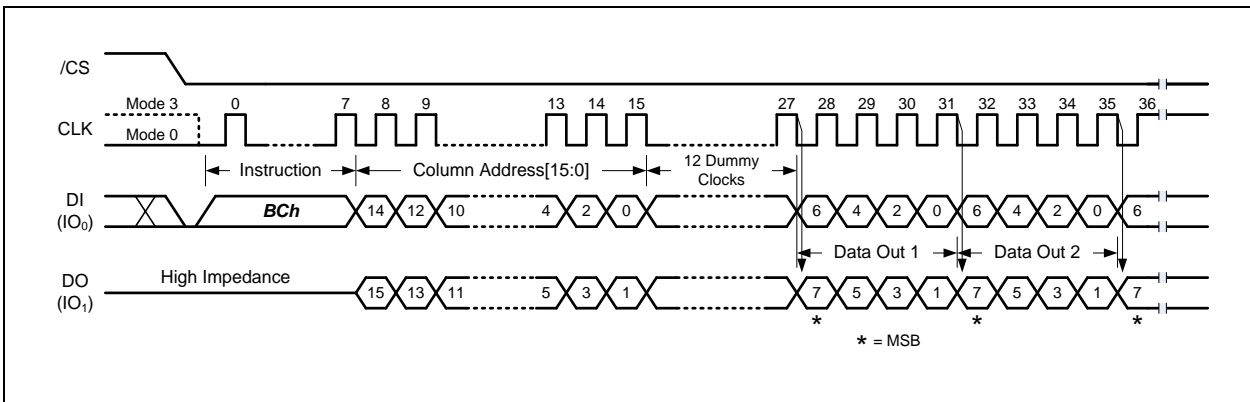 /CS
Mode 3 0 7 8 9 13 14 15 27 28 29 30 31 32 33 34 35 36
CLK
Mode 0
Instruction Column Address[15:0] 12 Dummy
Clocks
DI
(IO0)
BCh 14 12 10 4 2 0 6 4 2 0 6 4 2 0 6
Data Out 1 Data Out 2
High Impedance
DO
(IO1)
15 13 11 5 3 1 7 5 3 1 7 5 3 1 7
* * *
* = MSB